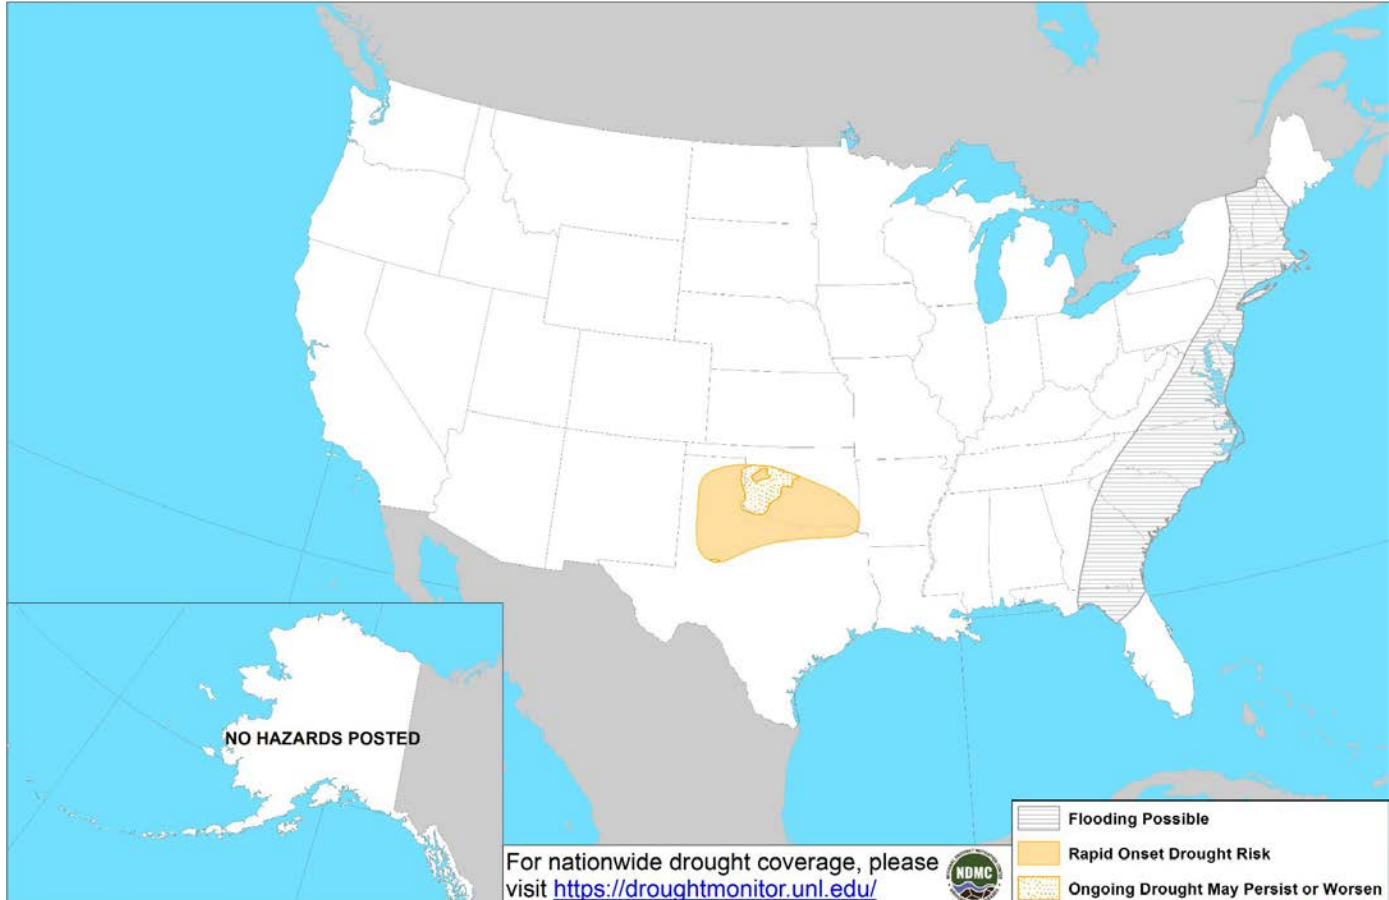 NO HAZARDS POSTED
For nationwide drought coverage, please
visit https://droughtmonitor.unl.edu/
NDMC
Flooding Possible
Rapid Onset Drought Risk
Ongoing Drought May Persist or Worsen